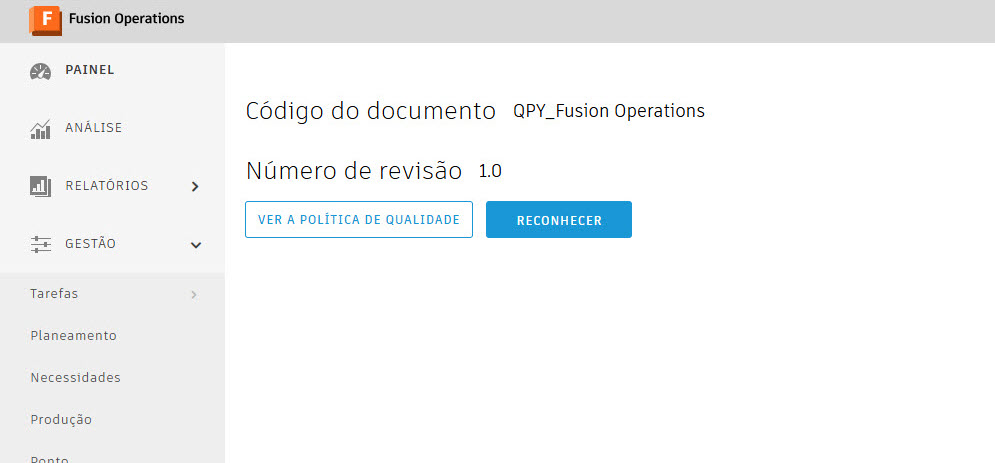 F Fusion Operations
PAINEL
ANÁLISE
RELATÓRIOS
GESTÃO
Tarefas
Planeamento
Necessidades
Produção
Ponto
Código do documento QPY_Fusion Operations
Número de revisão 1.0
VER A POLÍTICA DE QUALIDADE RECONHECER